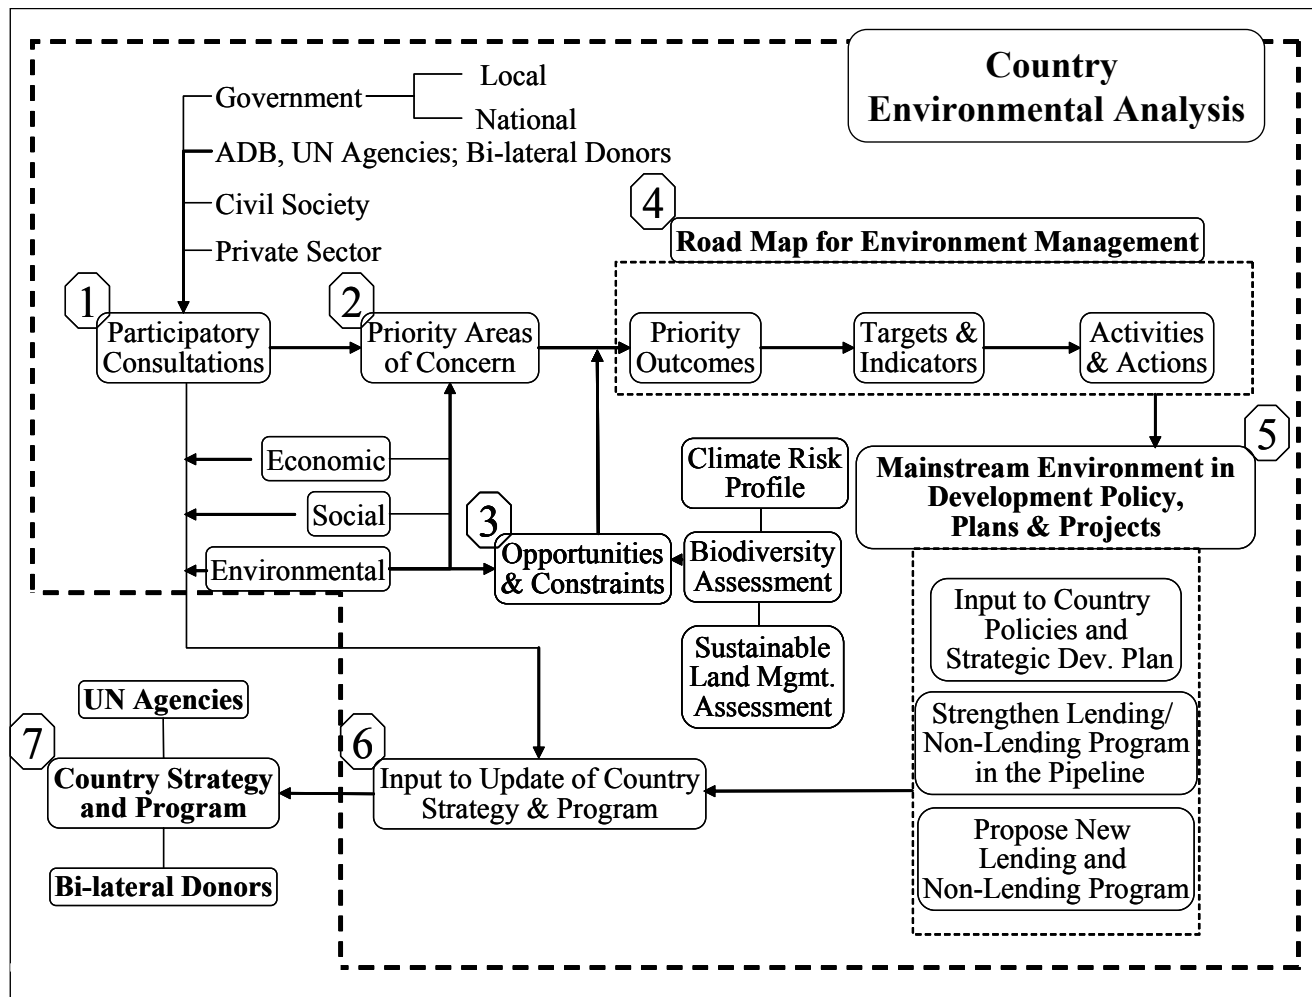 Country
Environmental Analysis
Government
Local
National
ADB, UN Agencies; Bi-lateral Donors
Civil Society
Private Sector
4
Road Map for Environment Management
1
Participatory
Consultations
2
Priority Areas
of Concern
Priority
Outcomes
Targets &
Indicators
Activities
& Actions
Economic
Social
Environmental
3
Opportunities
& Constraints
Climate Risk
Profile
Biodiversity
Assessment
Sustainable
Land Mgmt.
Assessment
5
Mainstream Environment in
Development Policy,
Plans & Projects
Input to Country
Policies and
Strategic Dev. Plan
Strengthen Lending/
Non-Lending Program
in the Pipeline
Propose New
Lending and
Non-Lending Program
6
Input to Update of Country
Strategy & Program
UN Agencies
7
Country Strategy
and Program
Bi-lateral Donors